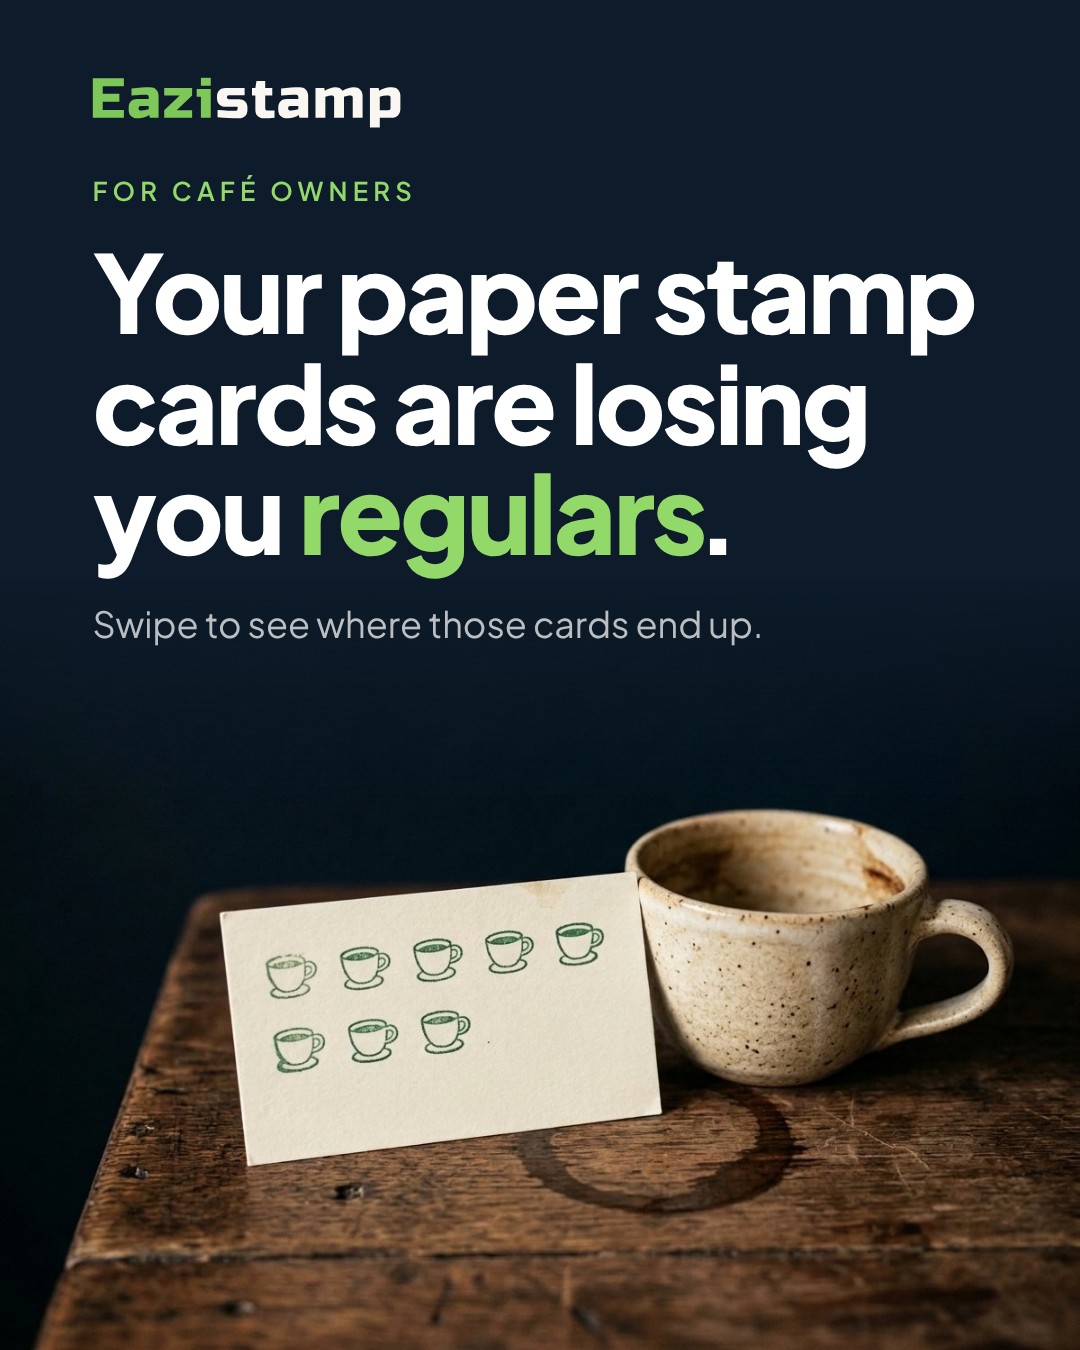 Eazistamp
FOR CAFÉ OWNERS
Your paper stamp
cards are losing
you regulars.
Swipe to see where those cards end up.